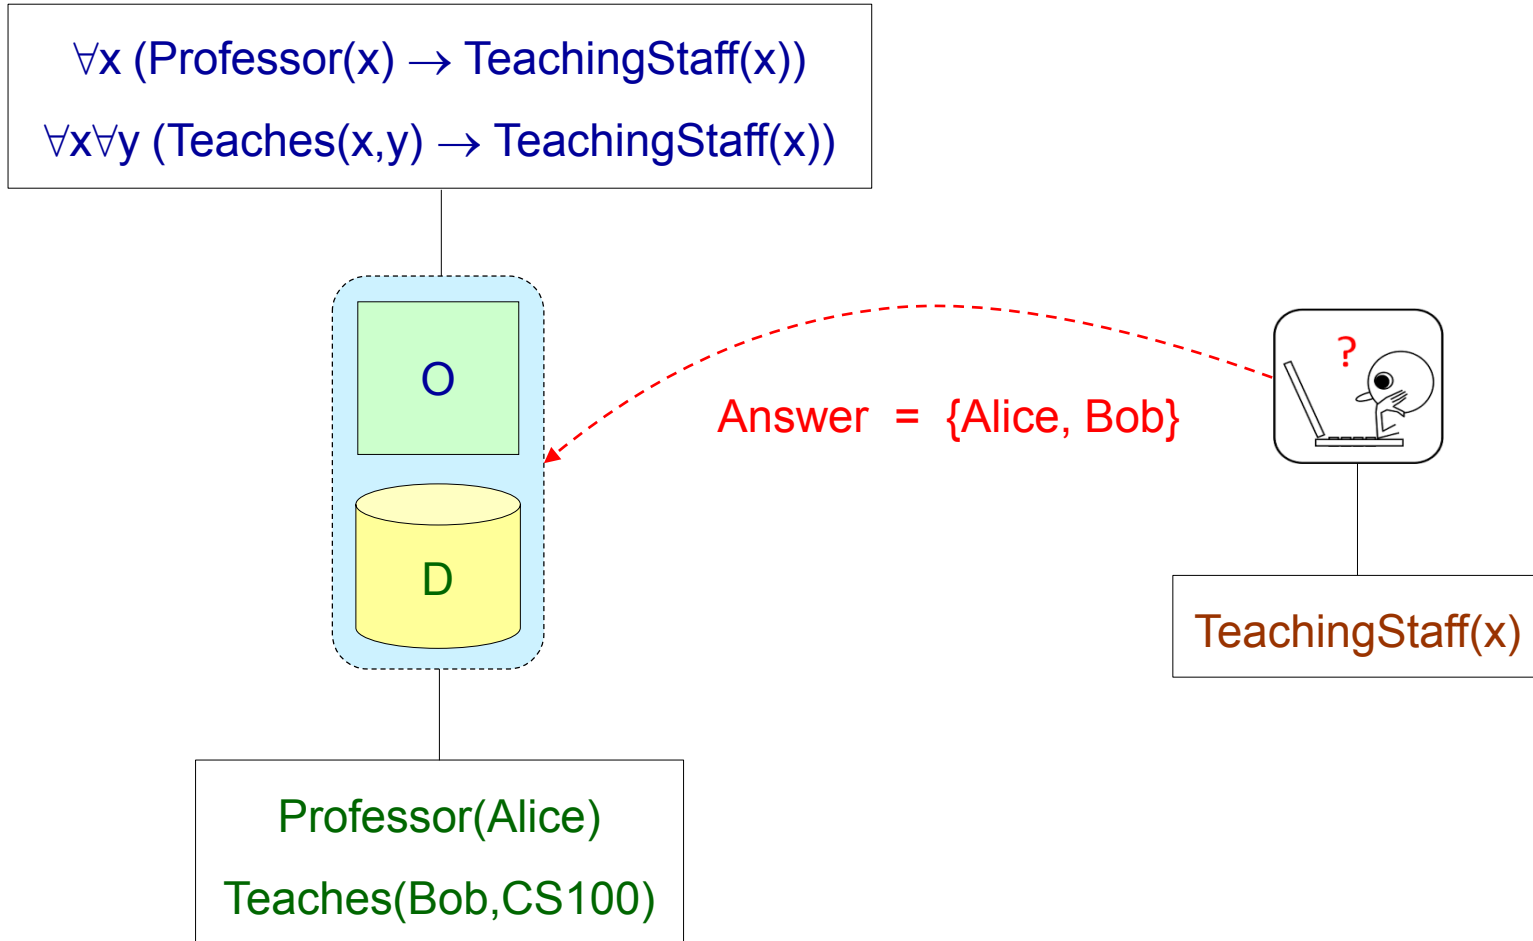 ∀x (Professor(x) → TeachingStaff(x))
∀x∀y (Teaches(x,y) → TeachingStaff(x))
O
?
Answer = {Alice, Bob}
D
TeachingStaff(x)
Professor(Alice)
Teaches(Bob,CS100)